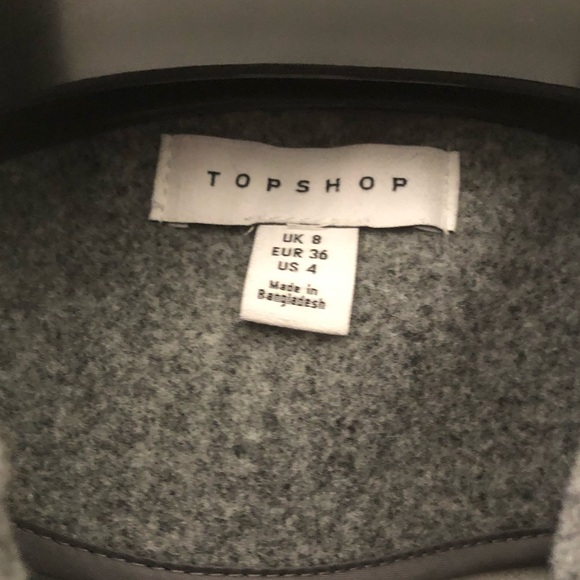 TOPSHOP
UK 8
EUR 36
US 4
Made in
Bangladesh